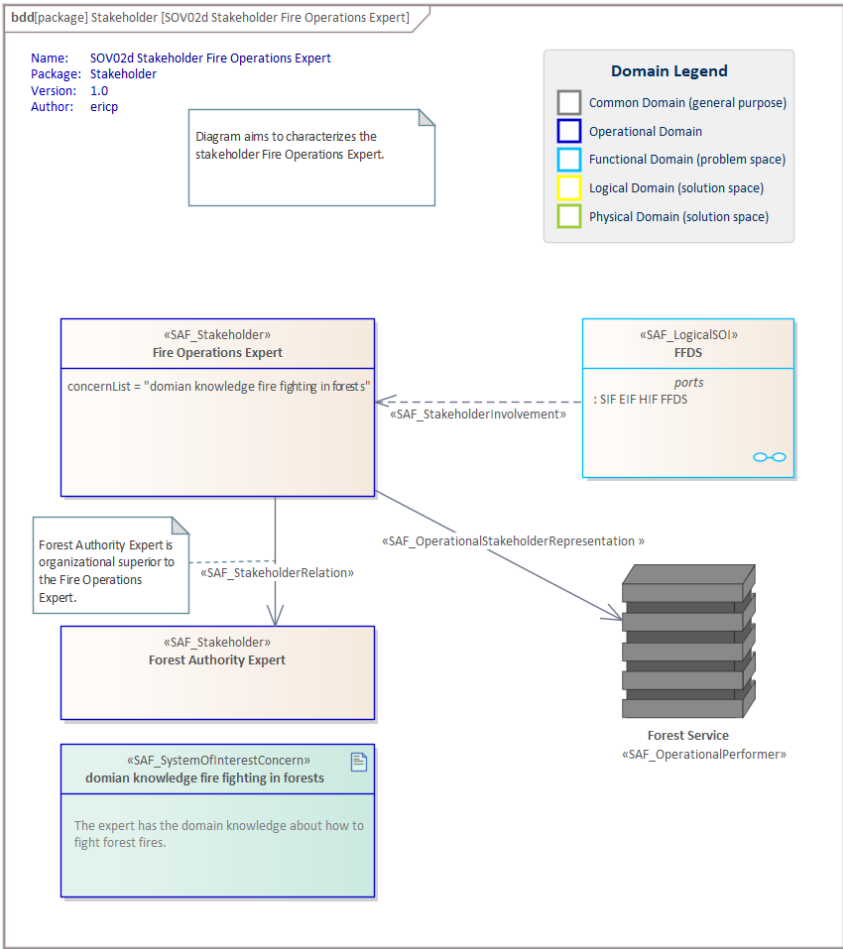 bdd[package] Stakeholder [SOV02d Stakeholder Fire Operations Expert]
Name: SOV02d Stakeholder Fire Operations Expert
Package: Stakeholder
Version: 1.0
Author: ericp
Diagram aims to characterizes the
stakeholder Fire Operations Expert.
Domain Legend
Common Domain (general purpose)
Operational Domain
Functional Domain (problem space)
Logical Domain (solution space)
Physical Domain (solution space)
«SAF_Stakeholder»
Fire Operations Expert
concernList = "domian knowledge fire fighting in forests"
«SAF_StakeholderInvolvement»
«SAF_LogicalSOI»
FFDS
ports
: SIF EIF HIF FFDS
Forest Authority Expert is
organizational superior to
the Fire Operations
Expert.
«SAF_StakeholderRelation»
«SAF_OperationalStakeholderRepresentation »
«SAF_Stakeholder»
Forest Authority Expert
Forest Service
«SAF_OperationalPerformer»
«SAF_SystemOfInterestConcern»
domian knowledge fire fighting in forests
The expert has the domain knowledge about how to
fight forest fires.